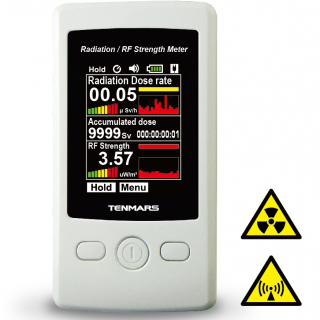 Radiation / RF Strength Meter
Hold
Radiation Dose rate
00.05
µ Sv/h
Accumulated dose
9999 Sv 000:00:00:01
RF Strength
3.57
uW/m²
Hold Menu
TENMARS